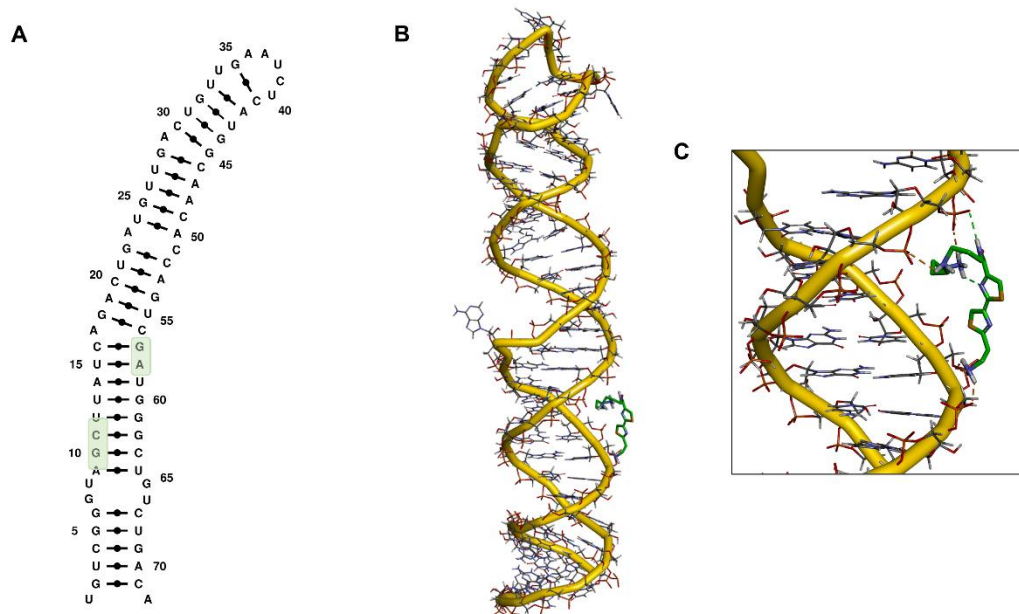 A
B
35
A A
G U
U C
U U
G C 40
30 U A
C U
A G
G G 45
U C
25 U A
G A
U C
A A 50
G C
U C
20 C A
A G
G U
A C 55
C G
15 U A
A U
U G 60
U G
C G
10 G C
A U
U G 65
G U
G C
5 G U
C G
U A 70
G C
U A
C